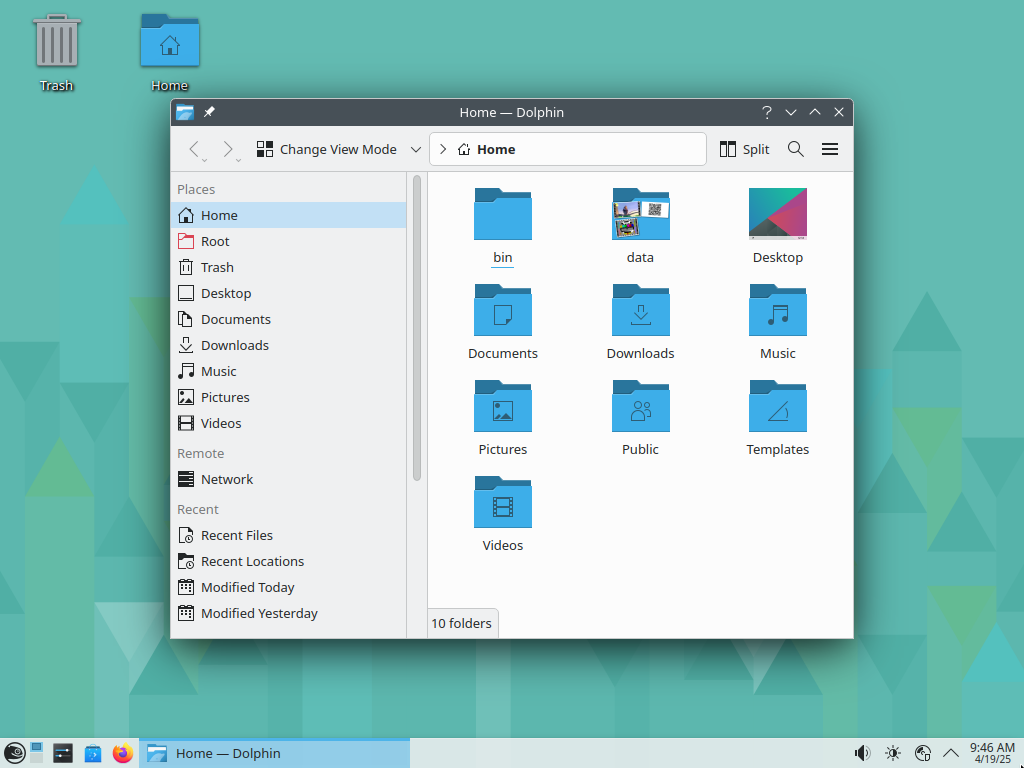 Trash
Home
Home — Dolphin
Change View Mode
Home
Split
Places
Home
Root
Trash
Desktop
Documents
Downloads
Music
Pictures
Videos
Remote
Network
Recent
Recent Files
Recent Locations
Modified Today
Modified Yesterday
bin
data
Desktop
Documents
Downloads
Music
Pictures
Public
Templates
Videos
10 folders
Home — Dolphin
9:46 AM
4/19/25